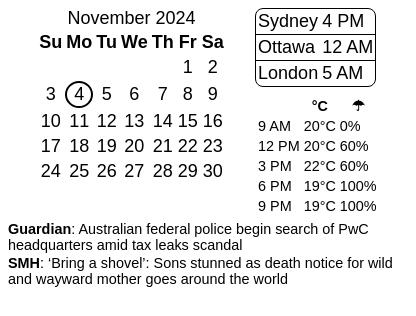 November 2024
Su Mo Tu We Th Fr Sa
1 2
3 4 5 6 7 8 9
10 11 12 13 14 15 16
17 18 19 20 21 22 23
24 25 26 27 28 29 30
Sydney 4 PM
Ottawa 12 AM
London 5 AM
°C ☂
9 AM 20°C 0%
12 PM 20°C 60%
3 PM 22°C 60%
6 PM 19°C 100%
9 PM 19°C 100%
Guardian: Australian federal police begin search of PwC
headquarters amid tax leaks scandal
SMH: ‘Bring a shovel’: Sons stunned as death notice for wild
and wayward mother goes around the world